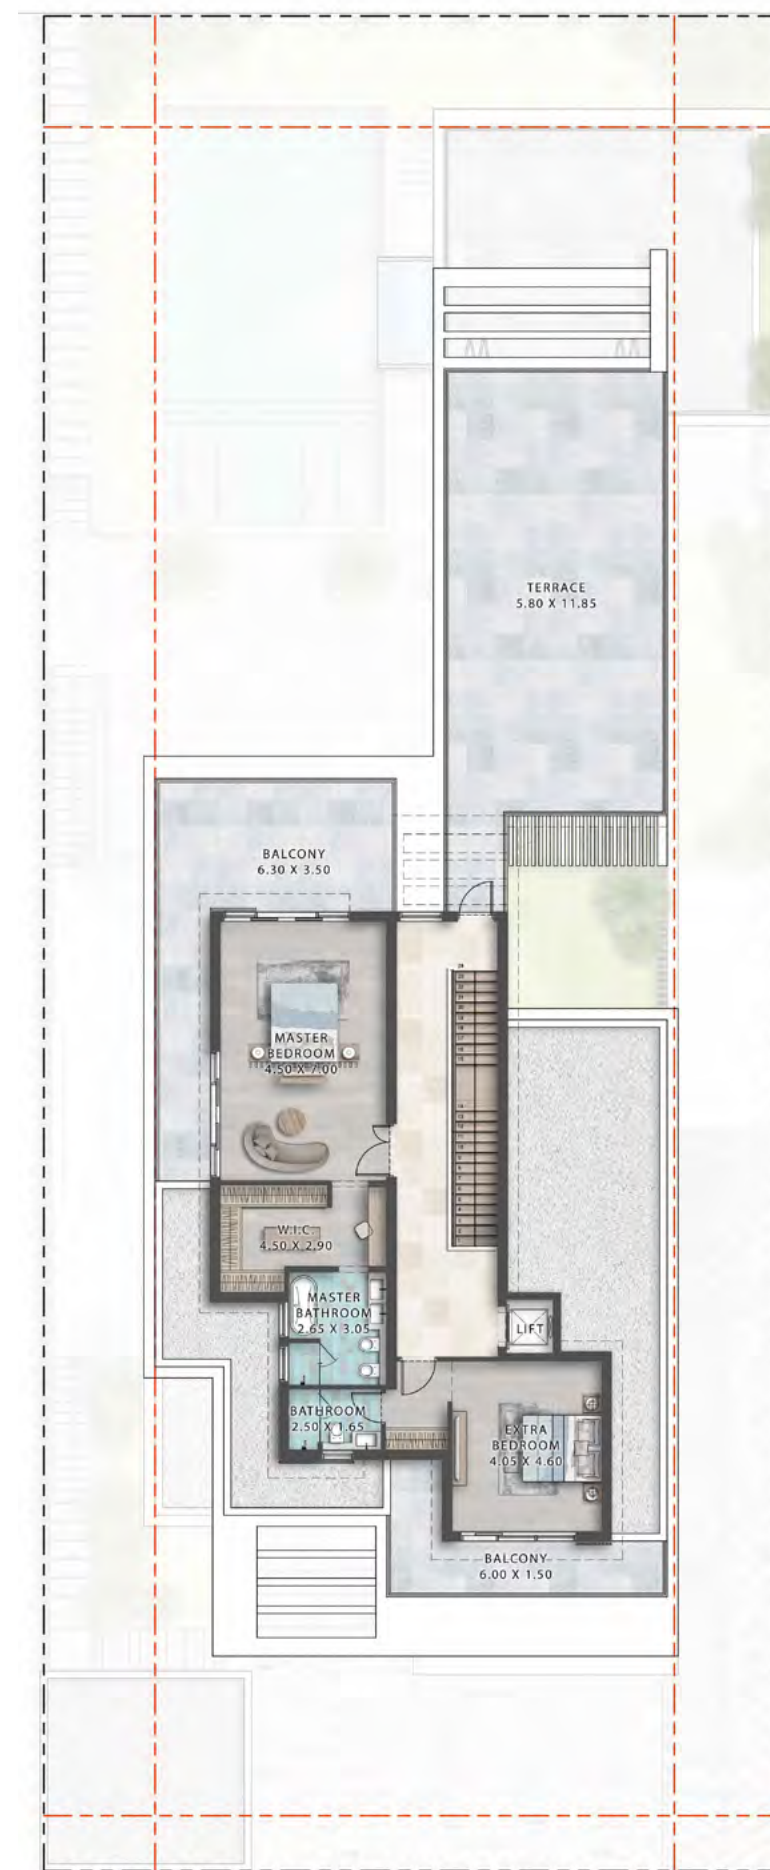 TERRACE
5.80 X 11.85
BALCONY
6.30 X 3.50
MASTER
BEDROOM
4.50 X 7.00
W.I.C.
4.50 X 2.90
MASTER
BATHROOM
2.65 X 3.05
LIFT
BATHROOM
2.50 X 1.65
EXTRA
BEDROOM
4.05 X 4.60
BALCONY
6.00 X 1.50